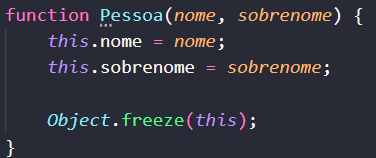 function Pessoa(nome, sobrenome) {
    this.nome = nome;
    this.sobrenome = sobrenome;

    Object.freeze(this);
}